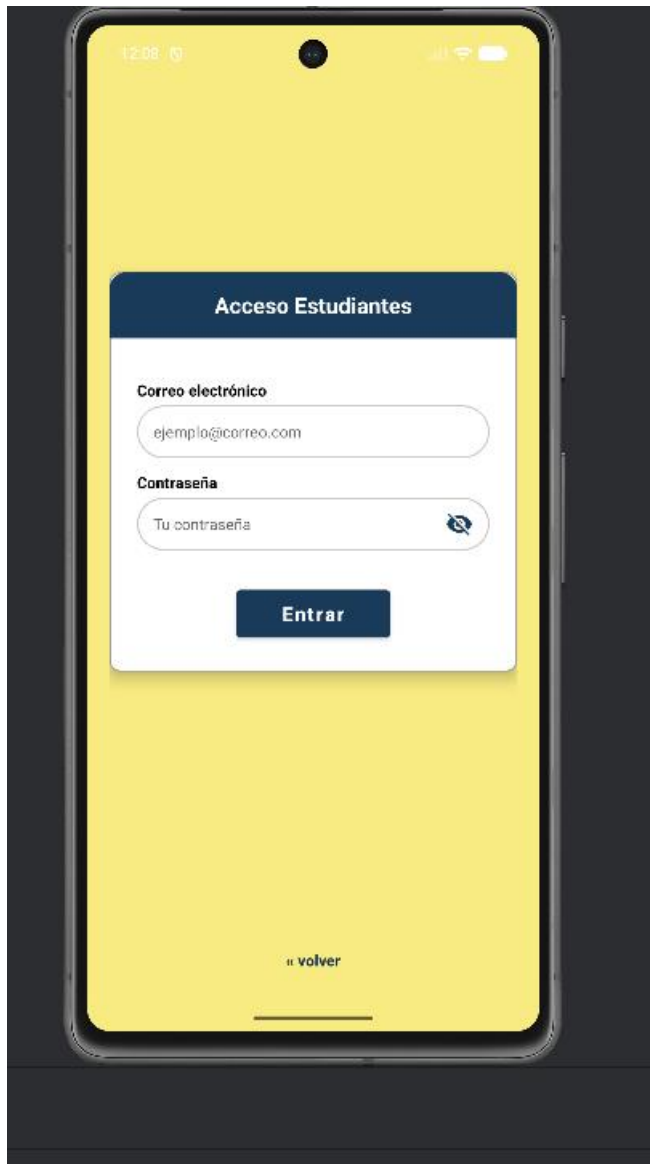 12:08
Acceso Estudiantes
Correo electrónico
ejemplo@correo.com
Contraseña
Tu contraseña
Entrar
« volver